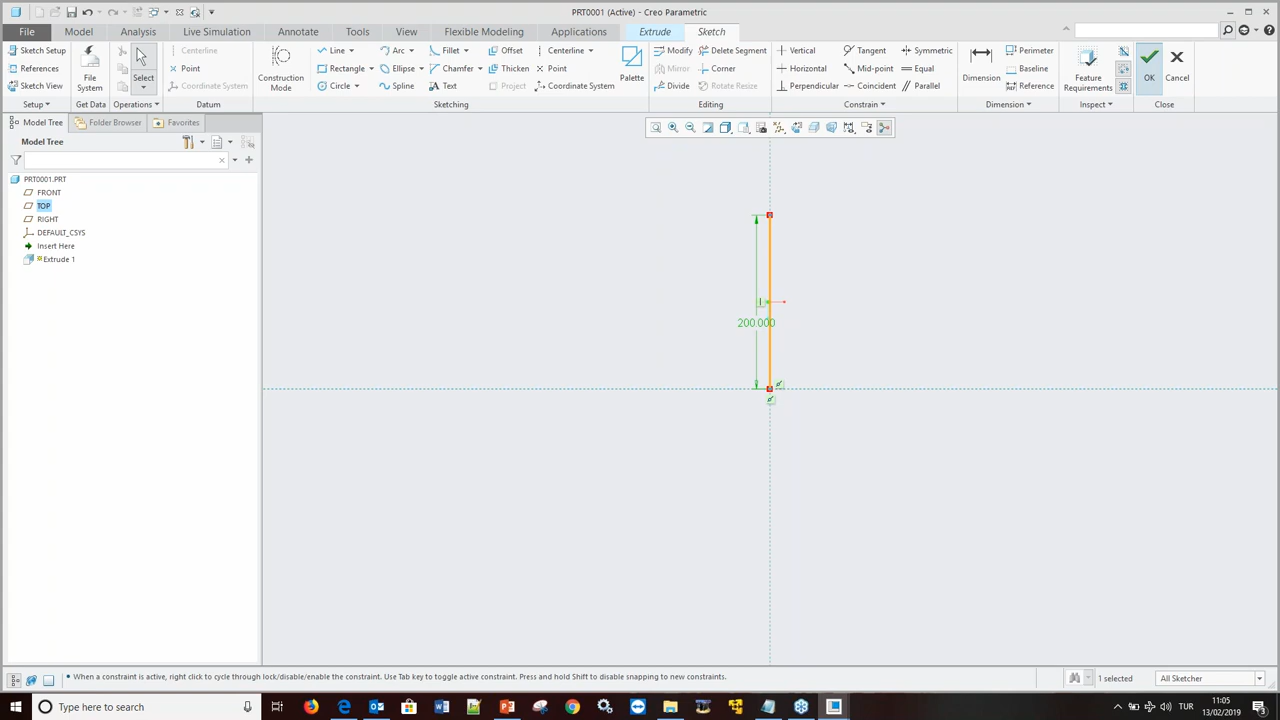 PRT0001 (Active) - Creo Parametric
File Model Analysis Live Simulation Annotate Tools View Flexible Modeling Applications Extrude Sketch
Sketch Setup
References
Sketch View
Setup
File System
Get Data
Select
Operations
Centerline
Point
Coordinate System
Datum
Construction Mode
Line Arc Fillet Offset Centerline
Rectangle Ellipse Chamfer Thicken Point
Circle Spline Text Project Coordinate System
Palette
Sketching
Modify Delete Segment
Mirror Corner
Divide Rotate Resize
Editing
Vertical Tangent Symmetric
Horizontal Mid-point Equal
Perpendicular Coincident Parallel
Constrain
Dimension
Perimeter
Baseline
Reference
Dimension
Feature Requirements
Inspect
OK
Cancel
Close
Model Tree Folder Browser Favorites
Model Tree
PRT0001.PRT
FRONT
TOP
RIGHT
DEFAULT_CSYS
Insert Here
Extrude 1
200.000
When a constraint is active, right click to cycle through lock/disable/enable the constraint. Use Tab key to toggle active constraint. Press and hold Shift to disable snapping to new constraints.
1 selected
All Sketcher
Type here to search
TUR
11:05
13/02/2019